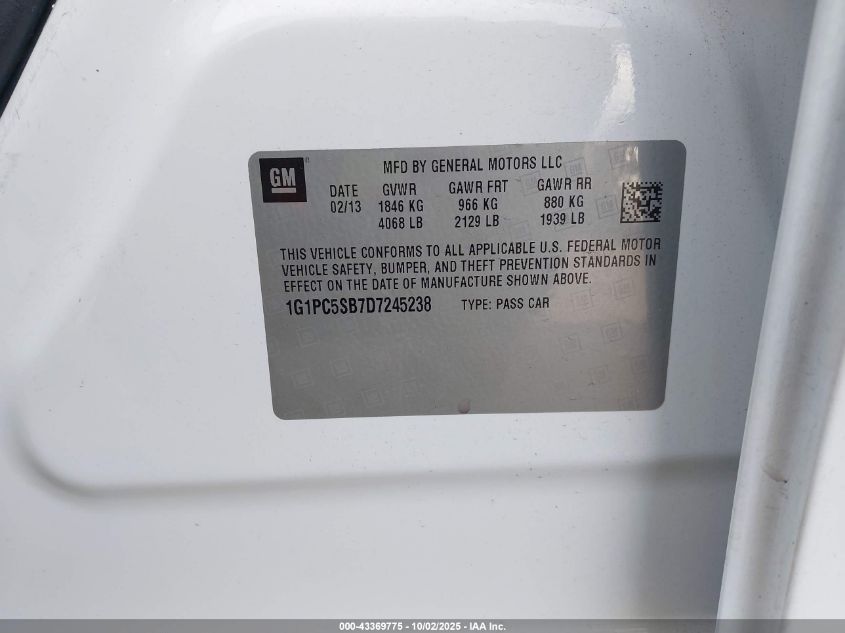 GM
MFD BY GENERAL MOTORS LLC
DATE GVWR GAWR FRT GAWR RR
02/13 1846 KG 966 KG 880 KG
4068 LB 2129 LB 1939 LB
THIS VEHICLE CONFORMS TO ALL APPLICABLE U.S. FEDERAL MOTOR
VEHICLE SAFETY, BUMPER, AND THEFT PREVENTION STANDARDS IN
EFFECT ON THE DATE OF MANUFACTURE SHOWN ABOVE.
1G1PC5SB7D7245238 TYPE: PASS CAR
000-43369775 - 10/02/2025 - IAA Inc.